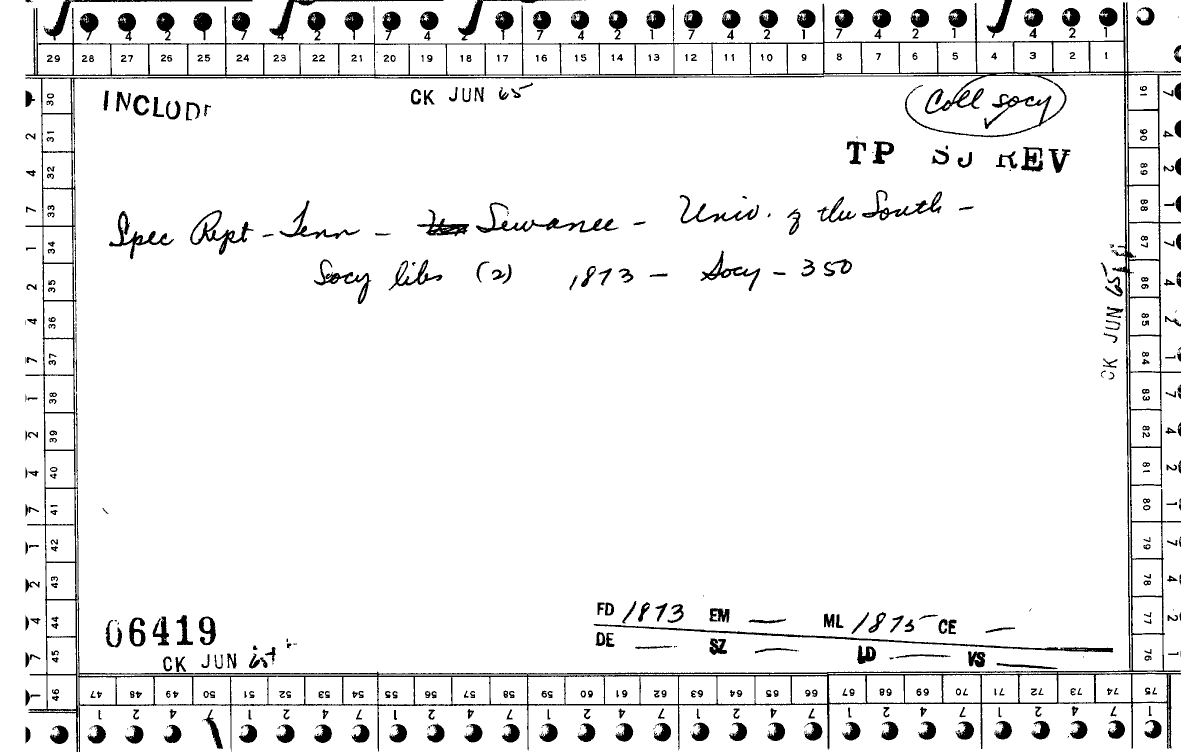 7 4 2 1 7 4 2 1 7 4 2 1 7 4 2 1 7 4 2 1 7 4 2 1 4 2 1
29 28 27 26 25 24 23 22 21 20 19 18 17 16 15 14 13 12 11 10 9 8 7 6 5 4 3 2 1
INCLUD
CK JUN 65
Coll socy
TP SJ REV
Spec Rept - Tenn - Sewanee - Univ. of the South -
Socy libs (2) 1873 - Socy - 350
CK JUN 65
30 31 32 33 34 35 36 37 38 39 40 41 42 43 44 45 46
91 90 89 88 87 86 85 84 83 82 81 80 79 78 77 76 75
FD 1873 EM — ML 1875 CE —
DE — SZ — LD — VS —
06419
CK JUN 65
47 48 49 50 51 52 53 54 55 56 57 58 59 60 61 62 63 64 65 66 67 68 69 70 71 72 73 74 75
1 2 4 7 1 2 4 7 1 2 4 7 1 2 4 7 1 2 4 7 1 2 4 7 1 2 4 7 1